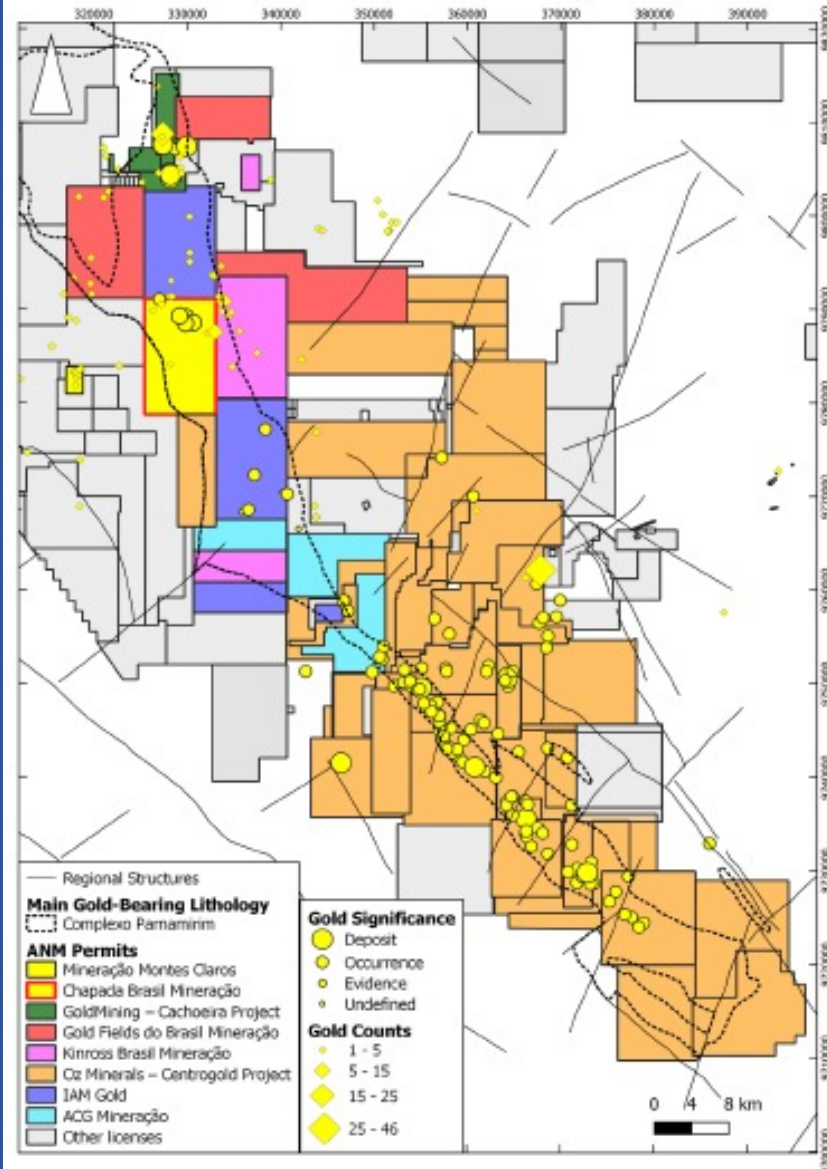 320000 330000 340000 350000 360000 370000 380000 390000
Regional Structures
Main Gold-Bearing Lithology
Complexo Parnamirim
ANM Permits
Mineração Montes Claros
Chapada Brasil Mineração
GoldMining – Cachoeira Project
Gold Fields do Brasil Mineração
Kinross Brasil Mineração
Oz Minerals – Centrogold Project
IAM Gold
ACG Mineração
Other licenses
Gold Significance
Deposit
Occurrence
Evidence
Undefined
Gold Counts
1 - 5
5 - 15
15 - 25
25 - 46
0 4 8 km